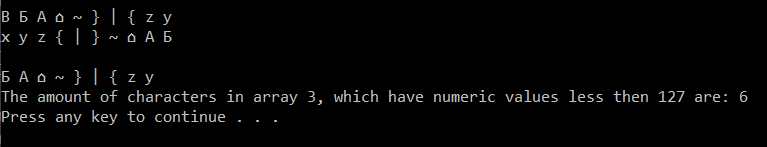 В Б А ⌂ ~ } | { z y
x y z { | } ~ ⌂ А Б
Б А ⌂ ~ } | { z y
The amount of characters in array 3, which have numeric values less then 127 are: 6
Press any key to continue . . .